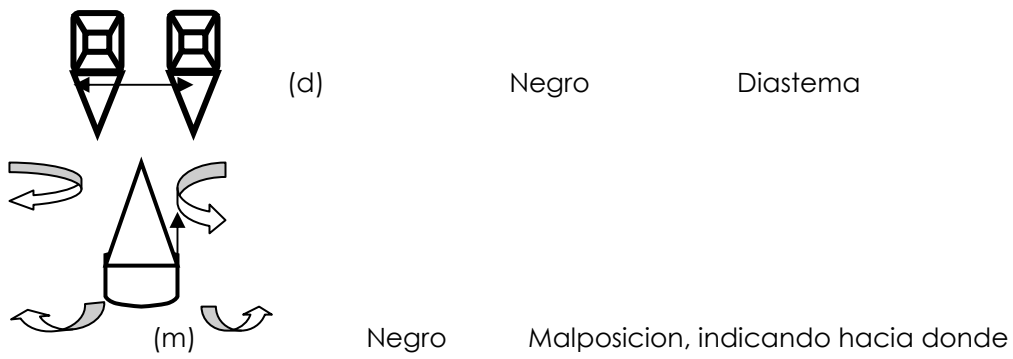 (d) Negro Diastema
(m) Negro Malposicion, indicando hacia donde